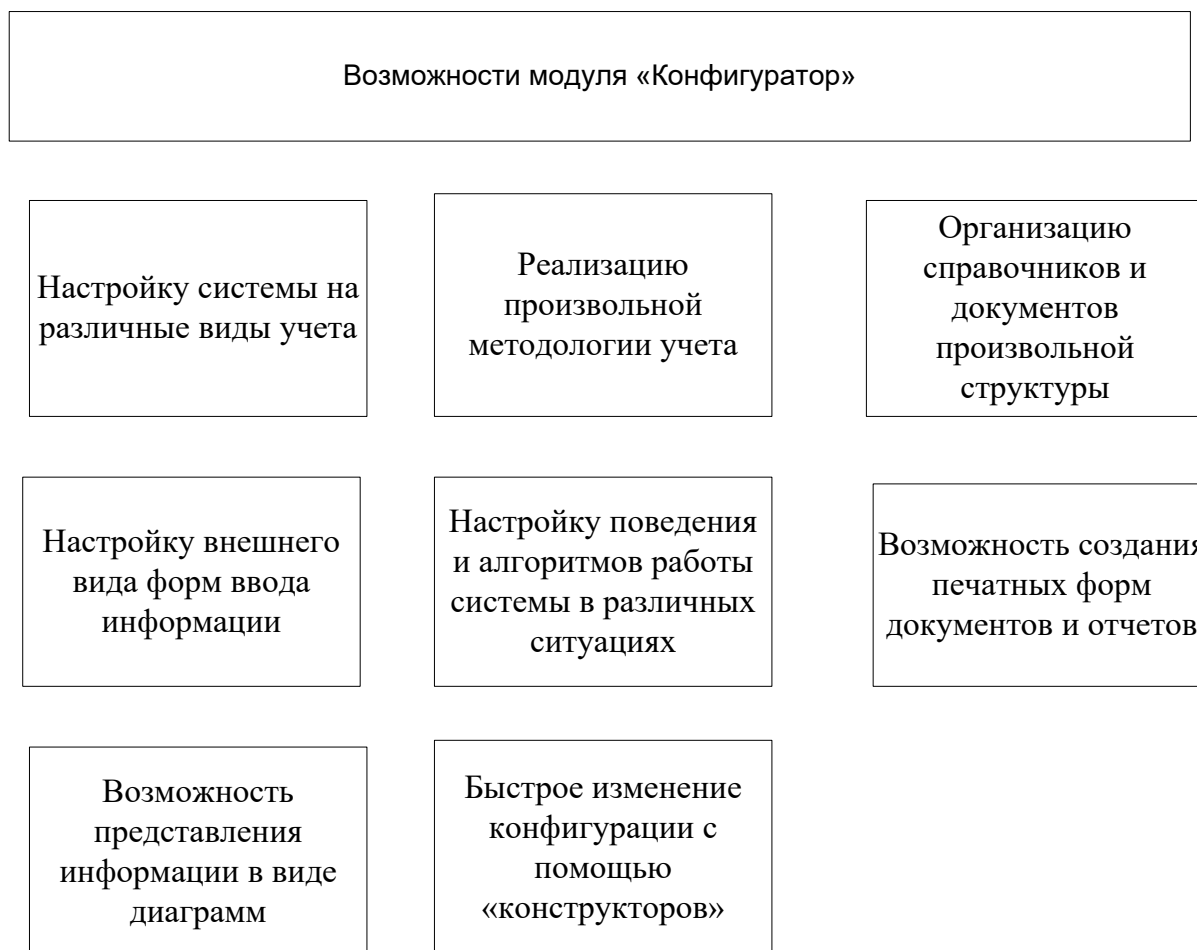 Возможности модуля «Конфигуратор»
Настройку системы на
различные виды учета
Реализацию
произвольной
методологии учета
Организацию
справочников и
документов
произвольной
структуры
Настройку внешнего
вида форм ввода
информации
Настройку поведения
и алгоритмов работы
системы в различных
ситуациях
Возможность создания
печатных форм
документов и отчетов
Возможность
представления
информации в виде
диаграмм
Быстрое изменение
конфигурации с
помощью
«конструкторов»